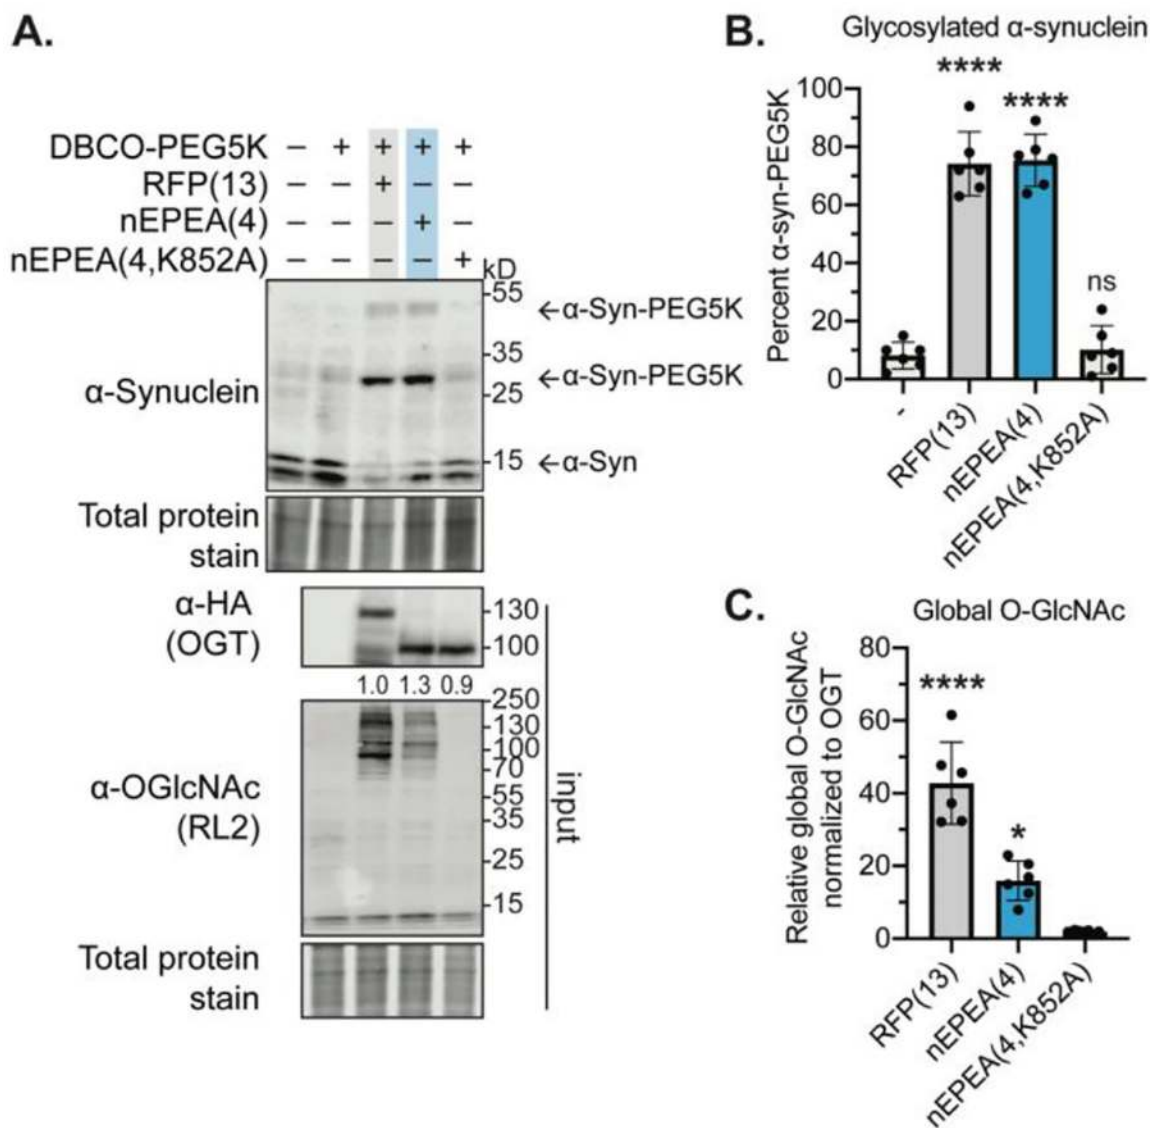 A.
DBCO-PEG5K − + + + +
RFP(13) − − + − −
nEPEA(4) − − − + −
nEPEA(4,K852A) − − − − +
kD
-55
←α-Syn-PEG5K
-35
α-Synuclein
←α-Syn-PEG5K
-25
-15 ←α-Syn
Total protein
stain
α-HA
(OGT)
-130
-100
1.0 1.3 0.9
α-OGlcNAc
(RL2)
-250
-130
-100
-70
-55
-35
-25
-15
input
Total protein
stain
B.
Glycosylated α-synuclein
Percent α-syn-PEG5K
100
80
60
40
20
0
****
****
ns
-
RFP(13)
nEPEA(4)
nEPEA(4,K852A)
C.
Global O-GlcNAc
Relative global O-GlcNAc
normalized to OGT
80
60
40
20
0
****
*
RFP(13)
nEPEA(4)
nEPEA(4,K852A)